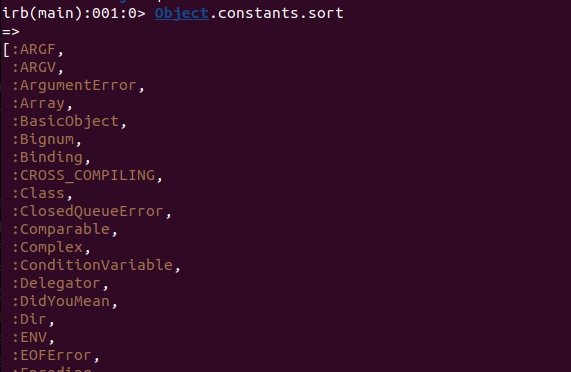 irb(main):001:0> Object.constants.sort
=>
[:ARGF,
 :ARGV,
 :ArgumentError,
 :Array,
 :BasicObject,
 :Bignum,
 :Binding,
 :CROSS_COMPILING,
 :Class,
 :ClosedQueueError,
 :Comparable,
 :Complex,
 :ConditionVariable,
 :Delegator,
 :DidYouMean,
 :Dir,
 :ENV,
 :EOFError,
 :Encoding,